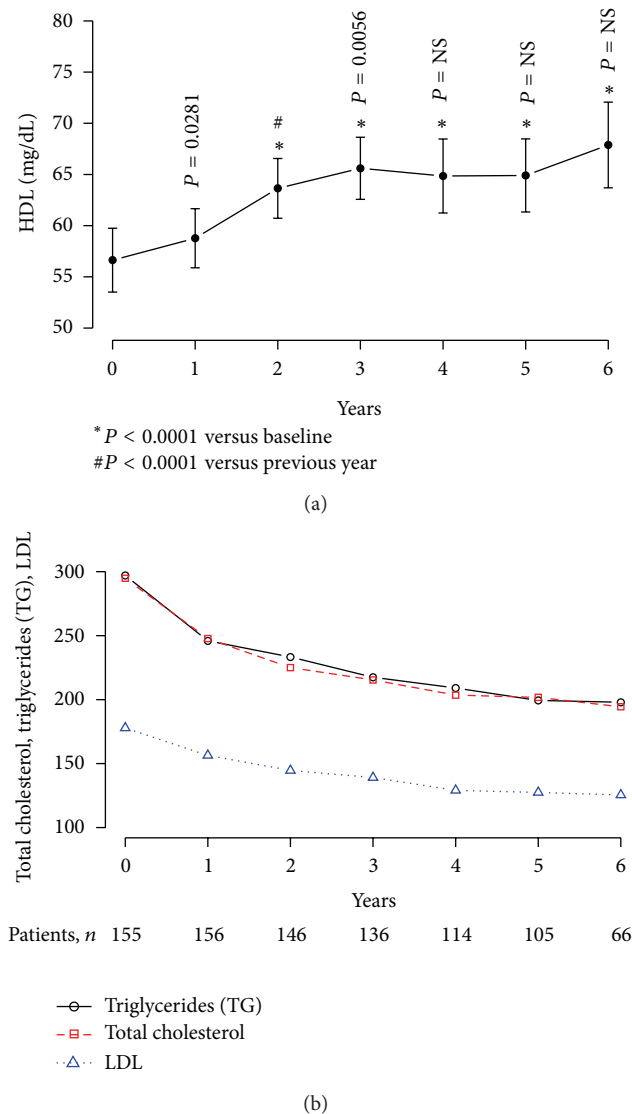 80
75
70
65
60
55
50
HDL (mg/dL)
P = 0.0281
#
*
* P = 0.0056
* P = NS
* P = NS
* P = NS
0 1 2 3 4 5 6
Years
*P < 0.0001 versus baseline
#P < 0.0001 versus previous year
(a)
300
250
200
150
100
Total cholesterol, triglycerides (TG), LDL
0 1 2 3 4 5 6
Years
Patients, n 155 156 146 136 114 105 66
Triglycerides (TG)
Total cholesterol
LDL
(b)